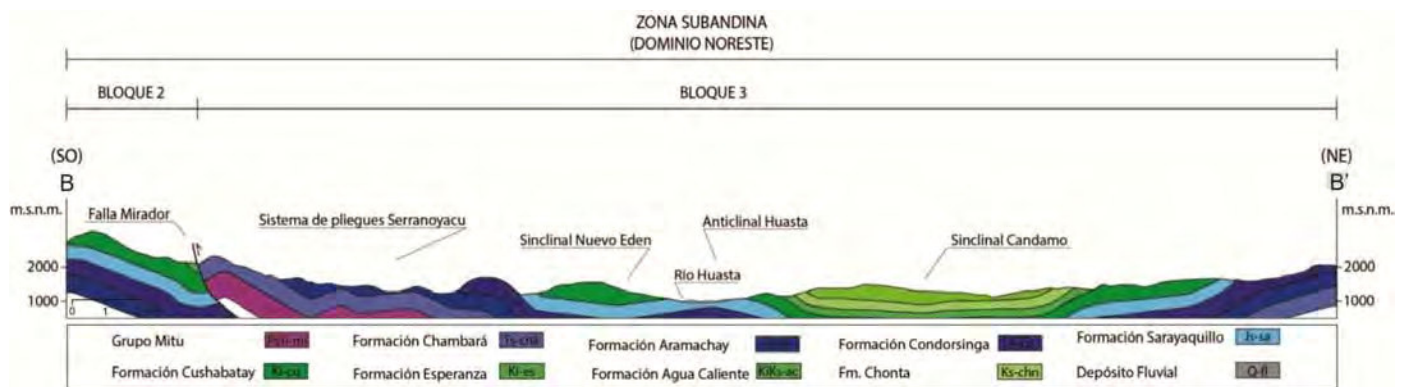 ZONA SUBANDINA
(DOMINIO NORESTE)
BLOQUE 2
BLOQUE 3
(SO)
(NE)
B
B'
m.s.n.m.
m.s.n.m.
Falla Mirador
Sistema de pliegues Serranoyacu
Sinclinal Nuevo Eden
Anticlinal Huasta
Río Huasta
Sinclinal Candamo
2000
2000
1000
1000
0 1
Grupo Mitú
Formación Chambará
Formación Aramachay
Formación Condorsinga
Formación Sarayaquillo Js-sa
Formación Cushabatay Ki-cu
Formación Esperanza Ki-es
Formación Agua Caliente KiKs-ac
Fm. Chonta Ks-chn
Depósito Fluvial Q-fl